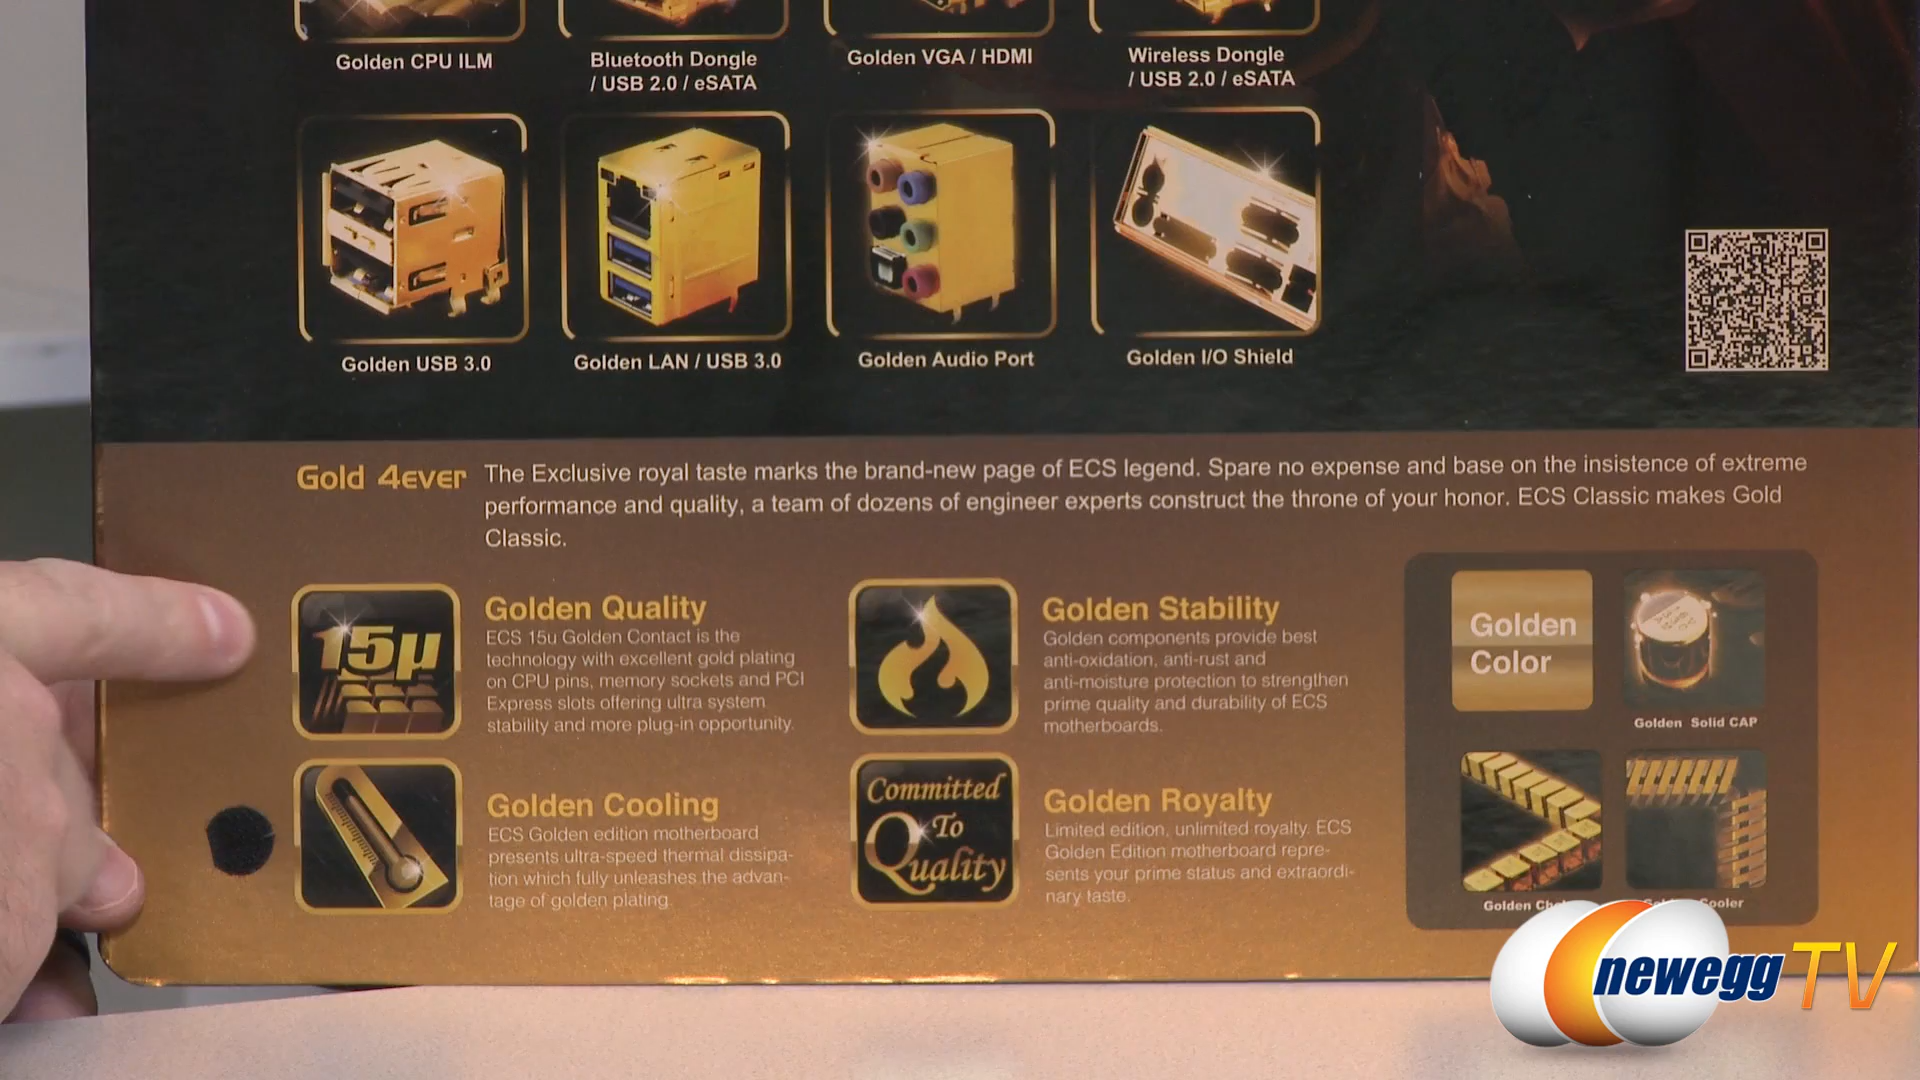 Golden CPU ILM
Bluetooth Dongle
/ USB 2.0 / eSATA
Golden VGA / HDMI
Wireless Dongle
/ USB 2.0 / eSATA
Golden USB 3.0
Golden LAN / USB 3.0
Golden Audio Port
Golden I/O Shield
Gold 4ever
The Exclusive royal taste marks the brand-new page of ECS legend. Spare no expense and base on the insistence of extreme
performance and quality, a team of dozens of engineer experts construct the throne of your honor. ECS Classic makes Gold
Classic.
15µ
Golden Quality
ECS 15u Golden Contact is the
technology with excellent gold plating
on CPU pins, memory sockets and PCI
Express slots offering ultra system
stability and more plug-in opportunity.
Golden Stability
Golden components provide best
anti-oxidation, anti-rust and
anti-moisture protection to strengthen
prime quality and durability of ECS
motherboards.
Golden
Color
Golden Solid CAP
Golden Cooling
ECS Golden edition motherboard
presents ultra-speed thermal dissipa-
tion which fully unleashes the advan-
tage of golden plating.
Committed
To
Quality
Golden Royalty
Limited edition, unlimited royalty. ECS
Golden Edition motherboard repre-
sents your prime status and extraordi-
nary taste.
Golden
Cooler
newegg TV